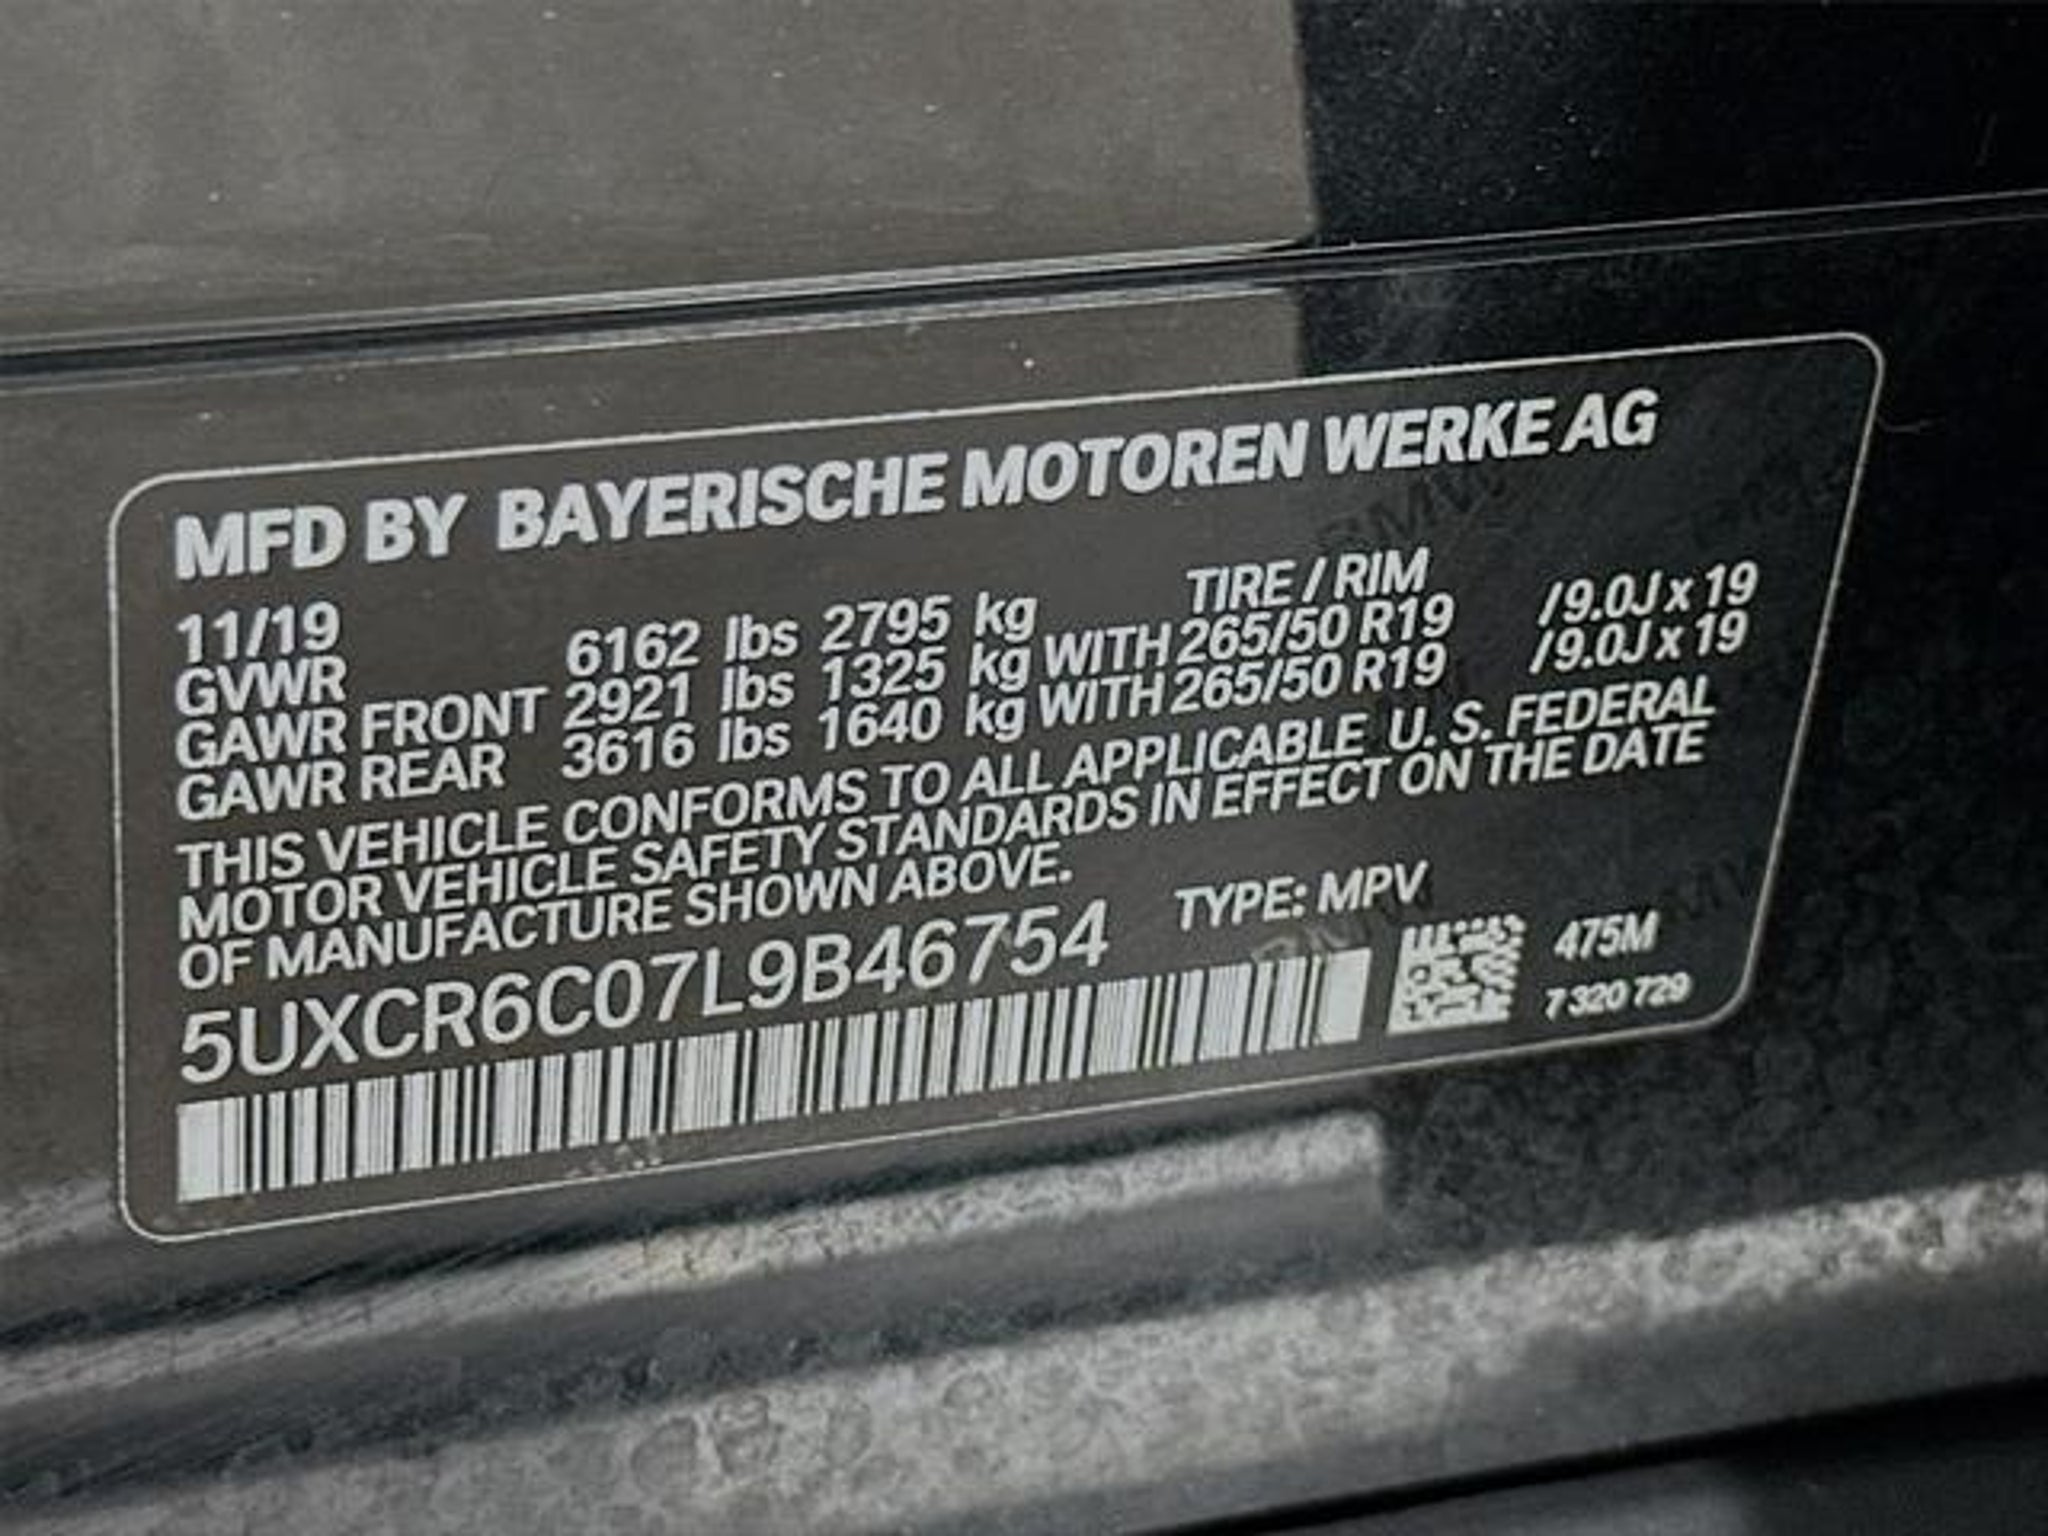 MFD BY BAYERISCHE MOTOREN WERKE AG
11/19 TIRE / RIM
GVWR 6162 lbs 2795 kg
GAWR FRONT 2921 lbs 1325 kg WITH 265/50 R19 /9.0J x 19
GAWR REAR 3616 lbs 1640 kg WITH 265/50 R19 /9.0J x 19
THIS VEHICLE CONFORMS TO ALL APPLICABLE U. S. FEDERAL
MOTOR VEHICLE SAFETY STANDARDS IN EFFECT ON THE DATE
OF MANUFACTURE SHOWN ABOVE.
5UXCR6C07L9B46754 TYPE: MPV
475M
7 320 729